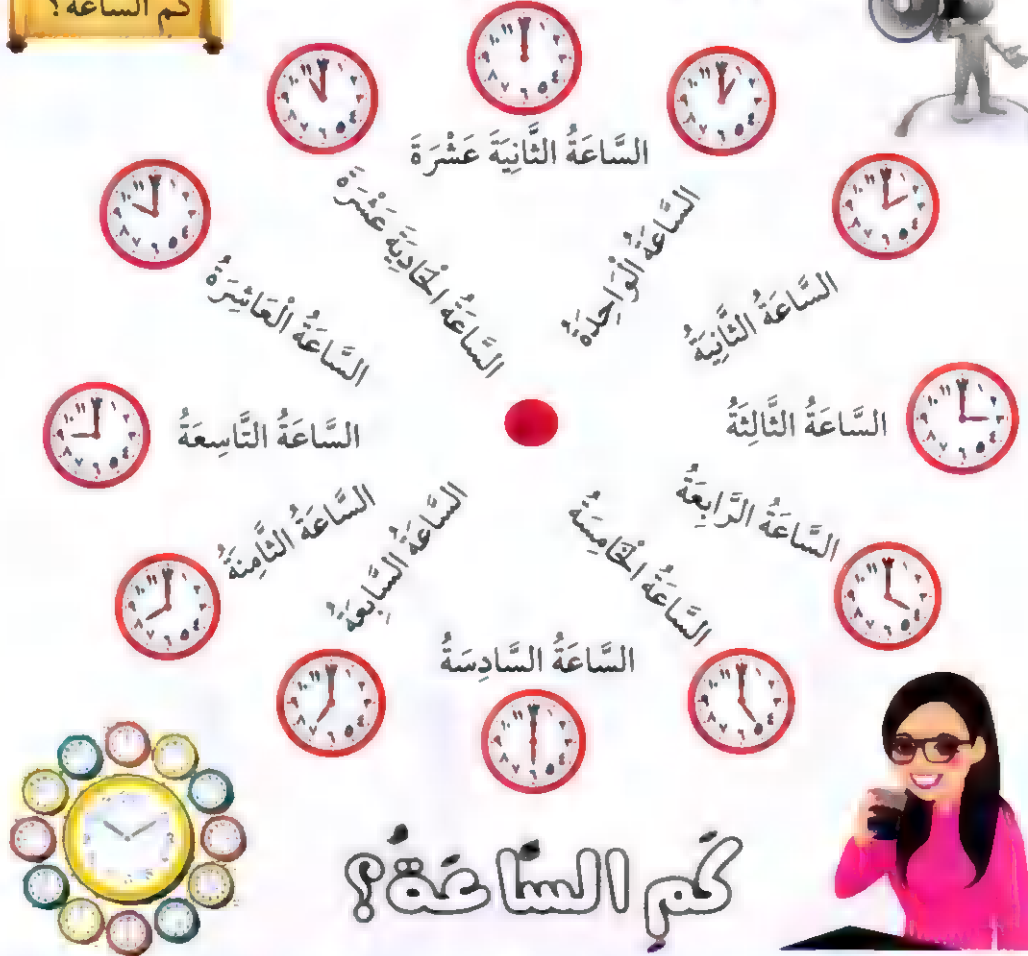 كم الساعة؟
السَّاعَةُ الثَّانِيَةَ عَشْرَةَ
السَّاعَةُ الْوَاحِدَةُ
السَّاعَةُ الثَّانِيَةُ
السَّاعَةُ الثَّالِثَةُ
السَّاعَةُ الرَّابِعَةُ
السَّاعَةُ الْخَامِسَةُ
السَّاعَةُ السَّادِسَةُ
السَّاعَةُ السَّابِعَةُ
السَّاعَةُ الثَّامِنَةُ
السَّاعَةُ التَّاسِعَةُ
السَّاعَةُ الْعَاشِرَةُ
السَّاعَةُ الْحَادِيَةَ عَشْرَةَ
كَمِ السَّاعَةُ؟